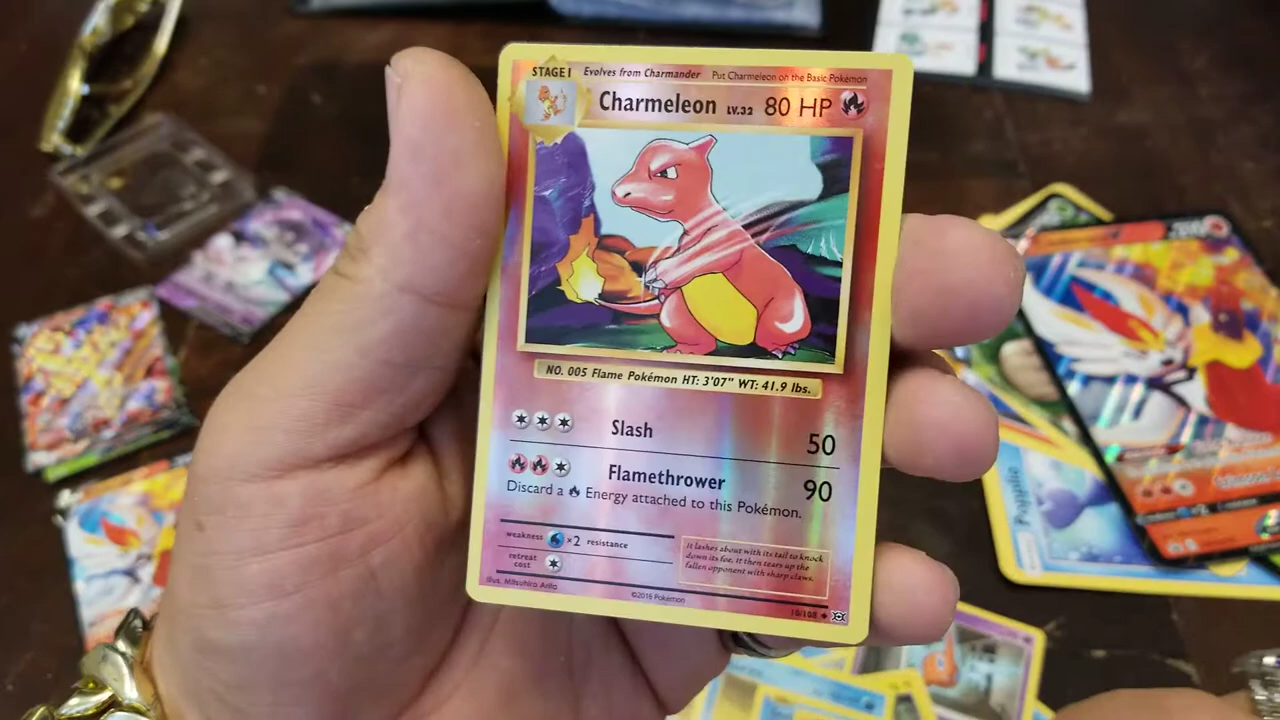 STAGE 1 Evolves from Charmander Put Charmeleon on the Basic Pokémon
Charmeleon LV.32 80 HP
NO. 005 Flame Pokémon HT: 3'07" WT: 41.9 lbs.
Slash 50
Flamethrower 90
Discard a Energy attached to this Pokémon.
weakness ×2 resistance
retreat cost
It lashes about with its tail to knock
down its foe. It then tears up the
fallen opponent with sharp claws.
Illus. Mitsuhiro Arita
©2016 Pokémon
10/108
Popplio